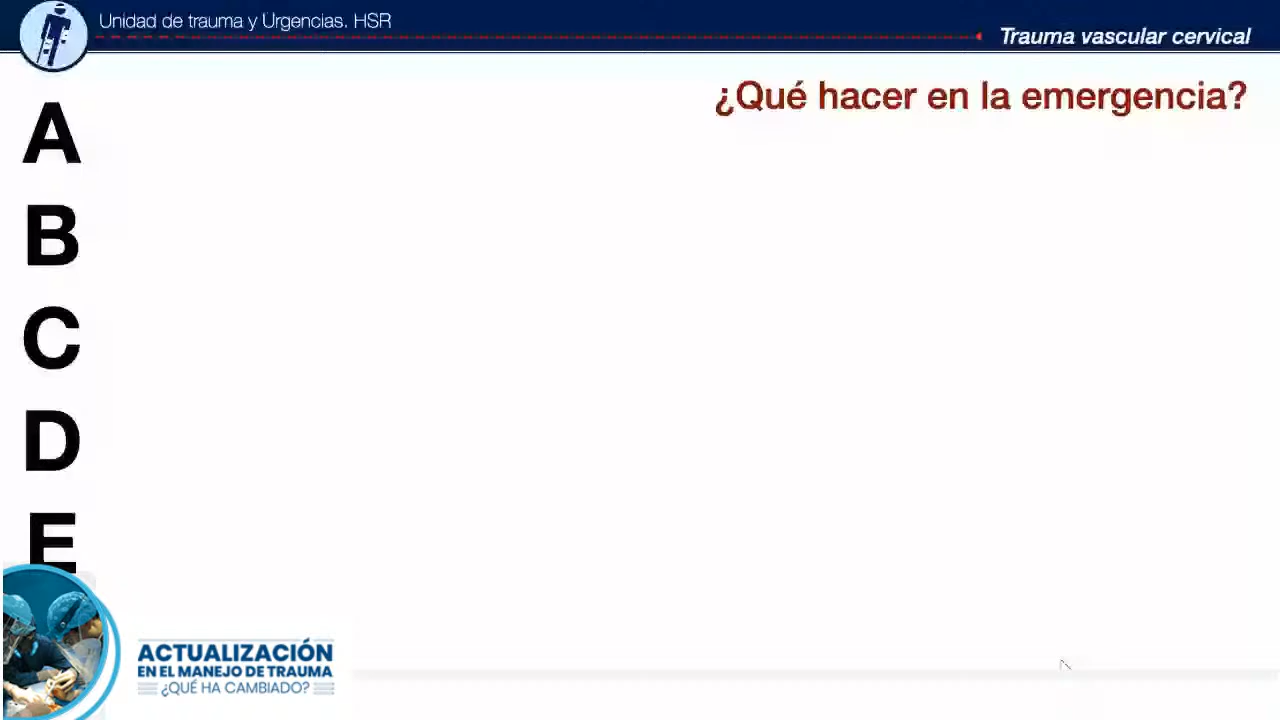 Unidad de trauma y Urgencias. HSR
Trauma vascular cervical
¿Qué hacer en la emergencia?
A
B
C
D
E
ACTUALIZACIÓN
EN EL MANEJO DE TRAUMA
¿QUÉ HA CAMBIADO?